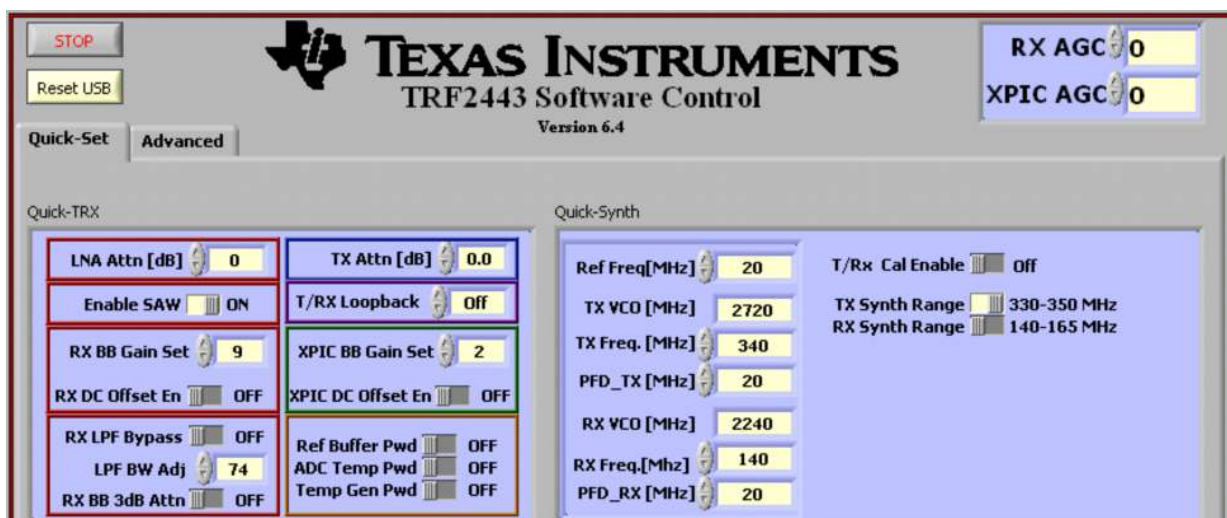 STOP
Reset USB
TEXAS INSTRUMENTS
TRF2443 Software Control
Version 6.4
RX AGC 0
XPIC AGC 0
Quick-Set Advanced
Quick-TRX
LNA Attn [dB] 0
TX Attn [dB] 0.0
Enable SAW ON
T/RX Loopback Off
RX BB Gain Set 9
XPIC BB Gain Set 2
RX DC Offset En OFF
XPIC DC Offset En OFF
RX LPF Bypass OFF
LPF BW Adj 74
RX BB 3dB Attn OFF
Ref Buffer Pwd OFF
ADC Temp Pwd OFF
Temp Gen Pwd OFF
Quick-Synth
Ref Freq[MHz] 20
TX VCO [MHz] 2720
TX Freq. [MHz] 340
PFD_TX [MHz] 20
RX VCO [MHz] 2240
RX Freq.[Mhz] 140
PFD_RX [MHz] 20
T/Rx Cal Enable Off
TX Synth Range 330-350 MHz
RX Synth Range 140-165 MHz